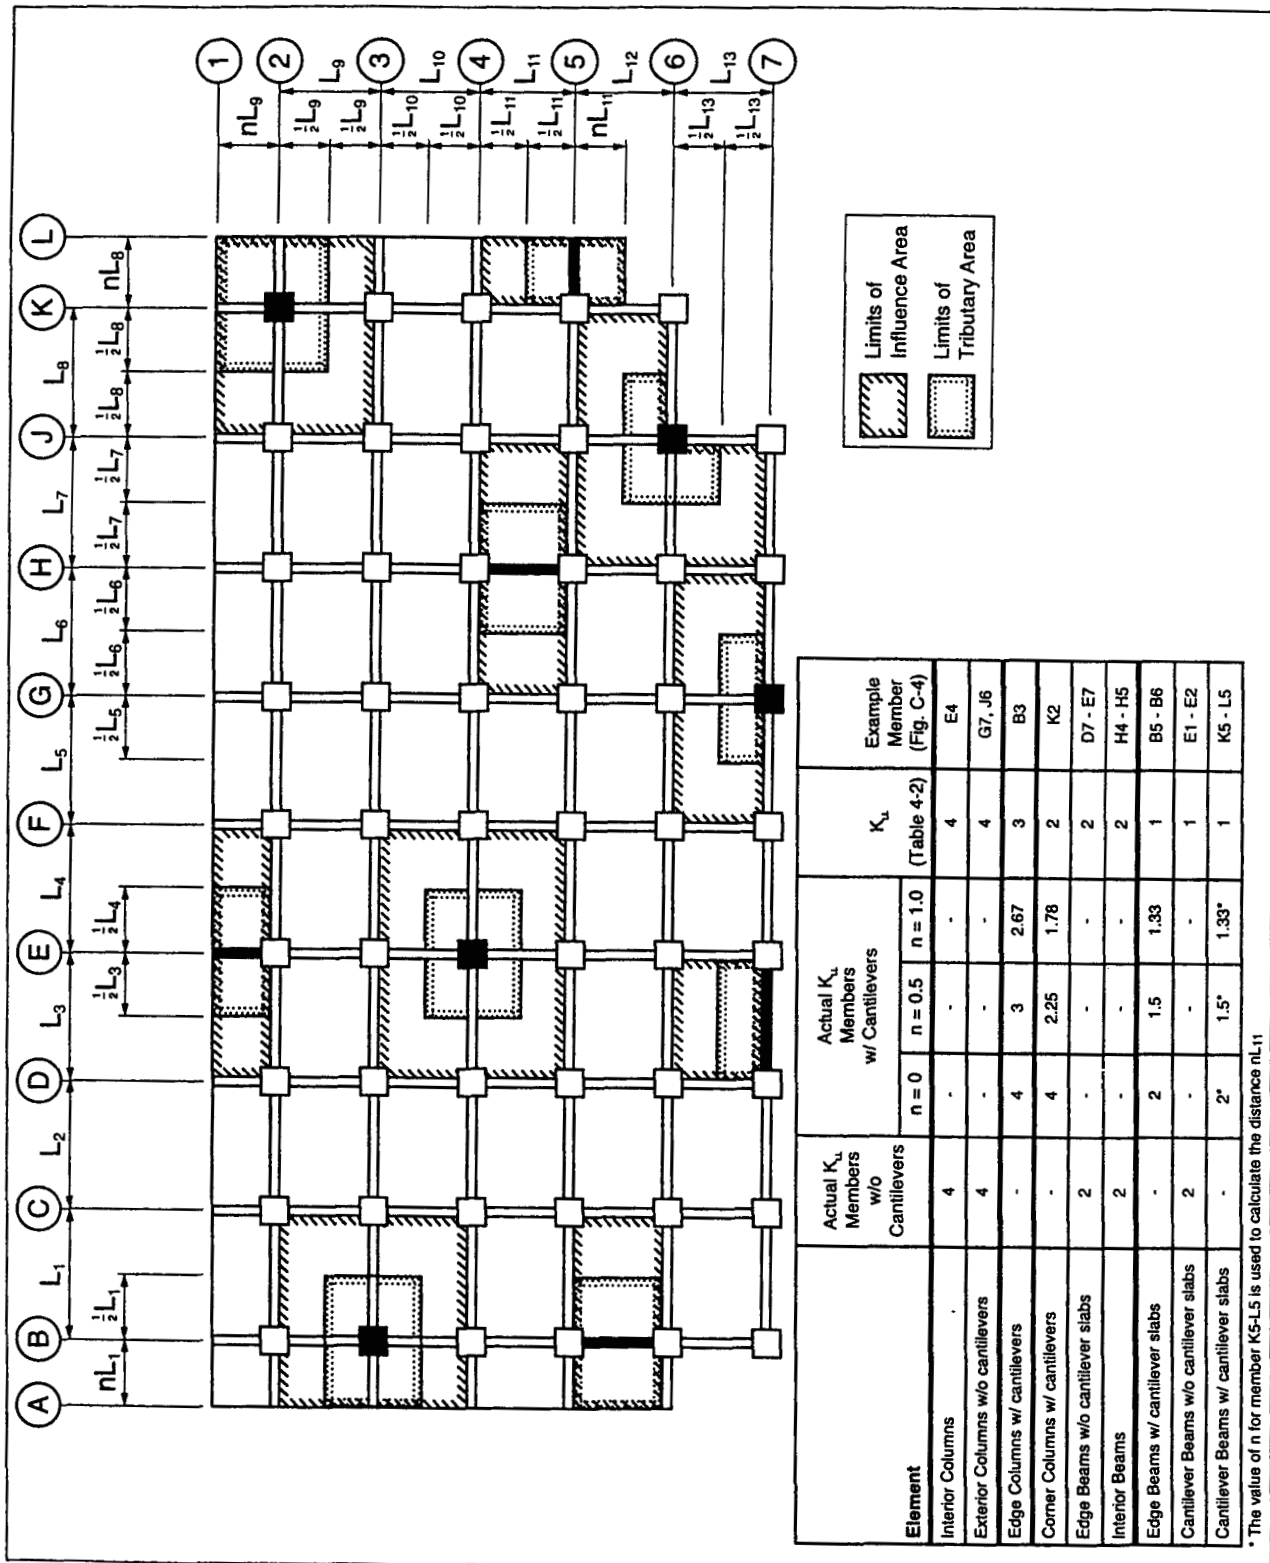 A B C D E F G H J K L
L₁ L₂ L₃ L₄ L₅ L₆ L₇ L₈
nL₁ ½L₁ ½L₃ ½L₄ ½L₅ ½L₆ ½L₆ ½L₇ ½L₇ ½L₈ ½L₈ nL₈
1
nL₉
2
½L₉
L₉
½L₉
3
½L₁₀
L₁₀
½L₁₀
4
½L₁₁
L₁₁
½L₁₁
5
nL₁₁
L₁₂
6
½L₁₃
L₁₃
½L₁₃
7
Limits of
Influence Area
Limits of
Tributary Area
Element
Actual K_LL
Members
w/o
Cantilevers
Actual K_LL
Members
w/ Cantilevers
n = 0 n = 0.5 n = 1.0
K_LL
(Table 4-2)
Example
Member
(Fig. C-4)
Interior Columns 4 - - - 4 E4
Exterior Columns w/o cantilevers 4 - - - 4 G7, J6
Edge Columns w/ cantilevers - 4 3 2.67 3 B3
Corner Columns w/ cantilevers - 4 2.25 1.78 2 K2
Edge Beams w/o cantilever slabs 2 - - - 2 D7 - E7
Interior Beams 2 - - - 2 H4 - H5
Edge Beams w/ cantilever slabs - 2 1.5 1.33 1 B5 - B6
Cantilever Beams w/o cantilever slabs 2 - - - 1 E1 - E2
Cantilever Beams w/ cantilever slabs - 2* 1.5* 1.33* 1 K5 - L5
* The value of n for member K5-L5 is used to calculate the distance nL₁₁